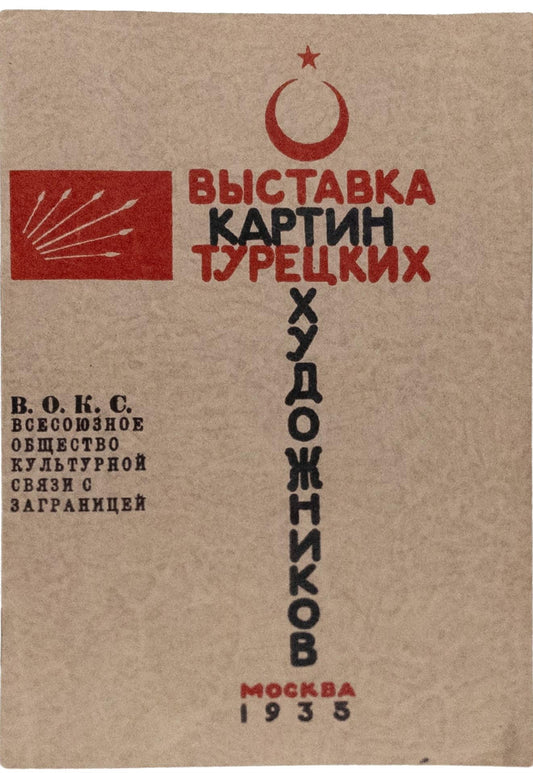 ВЫСТАВКА
КАРТИН
ТУРЕЦКИХ
ХУДОЖНИКОВ
В. О. К. С.
ВСЕСОЮЗНОЕ
ОБЩЕСТВО
КУЛЬТУРНОЙ
СВЯЗИ С
ЗАГРАНИЦЕЙ
МОСКВА
1935